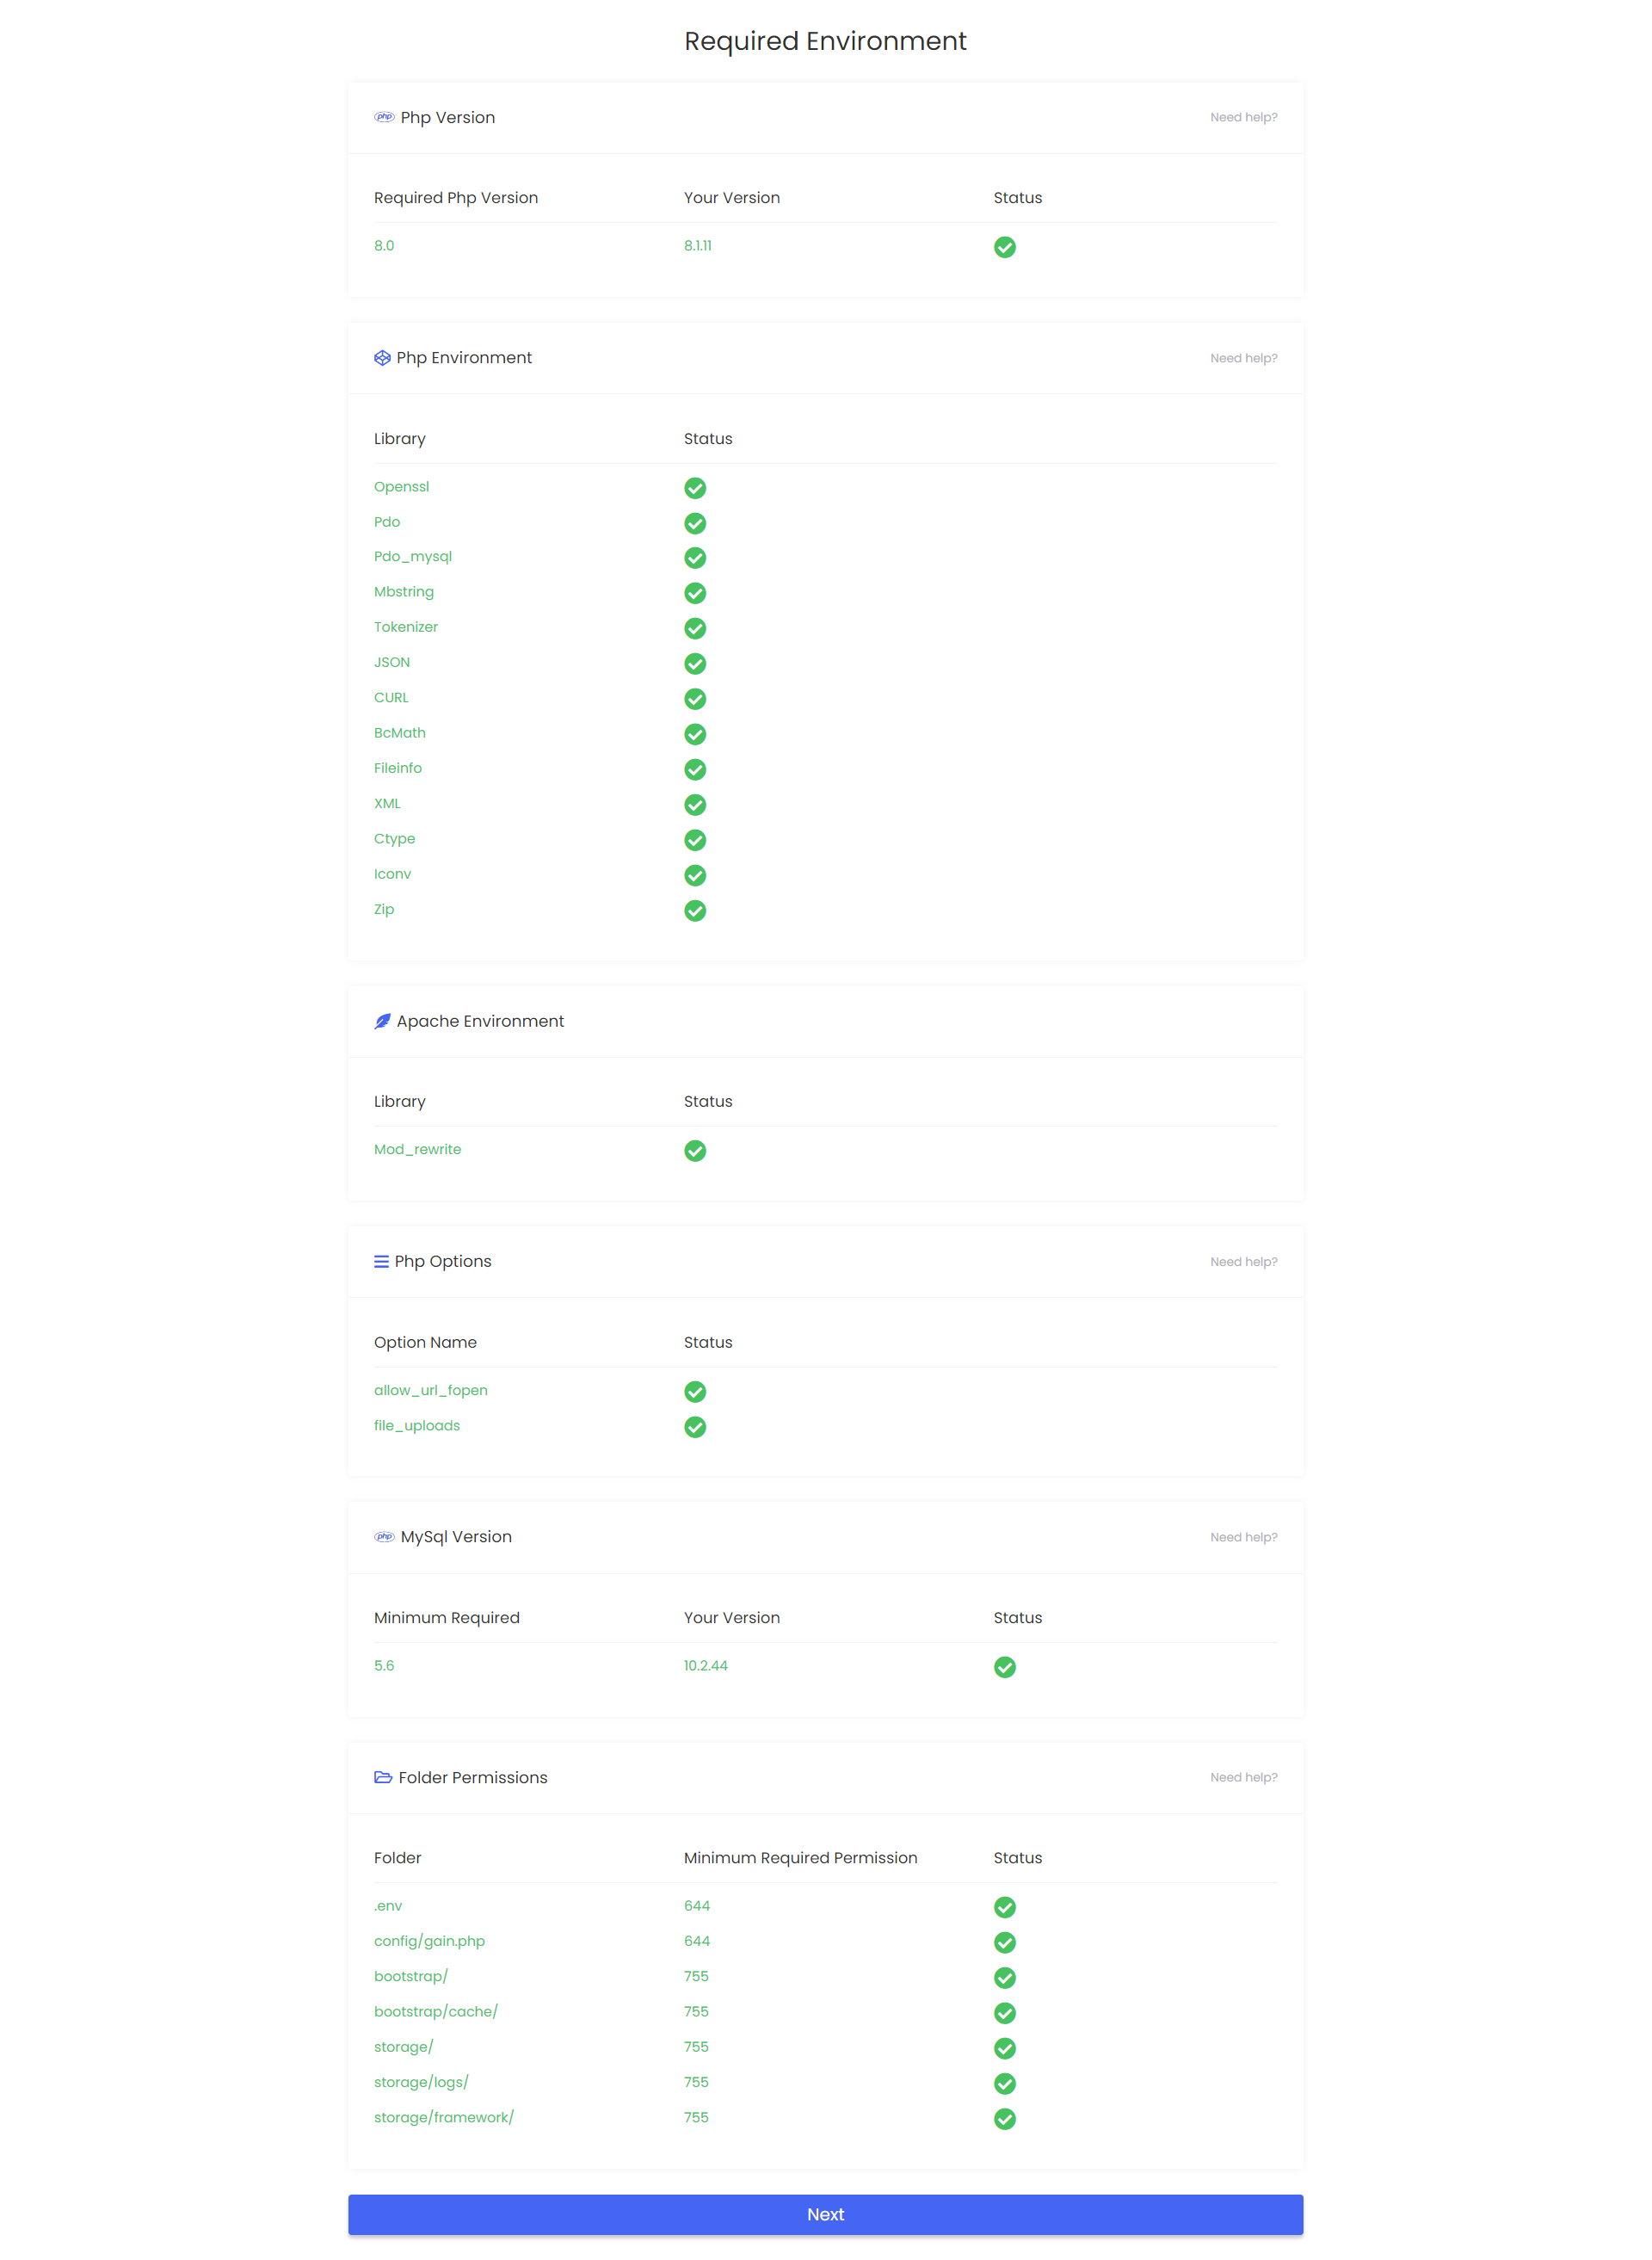 Required Environment
php Php Version Need help?
Required Php Version Your Version Status
8.0 8.1.11
Php Environment Need help?
Library Status
Openssl
Pdo
Pdo_mysql
Mbstring
Tokenizer
JSON
CURL
BcMath
Fileinfo
XML
Ctype
Iconv
Zip
Apache Environment
Library Status
Mod_rewrite
Php Options Need help?
Option Name Status
allow_url_fopen
file_uploads
php MySql Version Need help?
Minimum Required Your Version Status
5.6 10.2.44
Folder Permissions Need help?
Folder Minimum Required Permission Status
.env 644
config/gain.php 644
bootstrap/ 755
bootstrap/cache/ 755
storage/ 755
storage/logs/ 755
storage/framework/ 755
Next